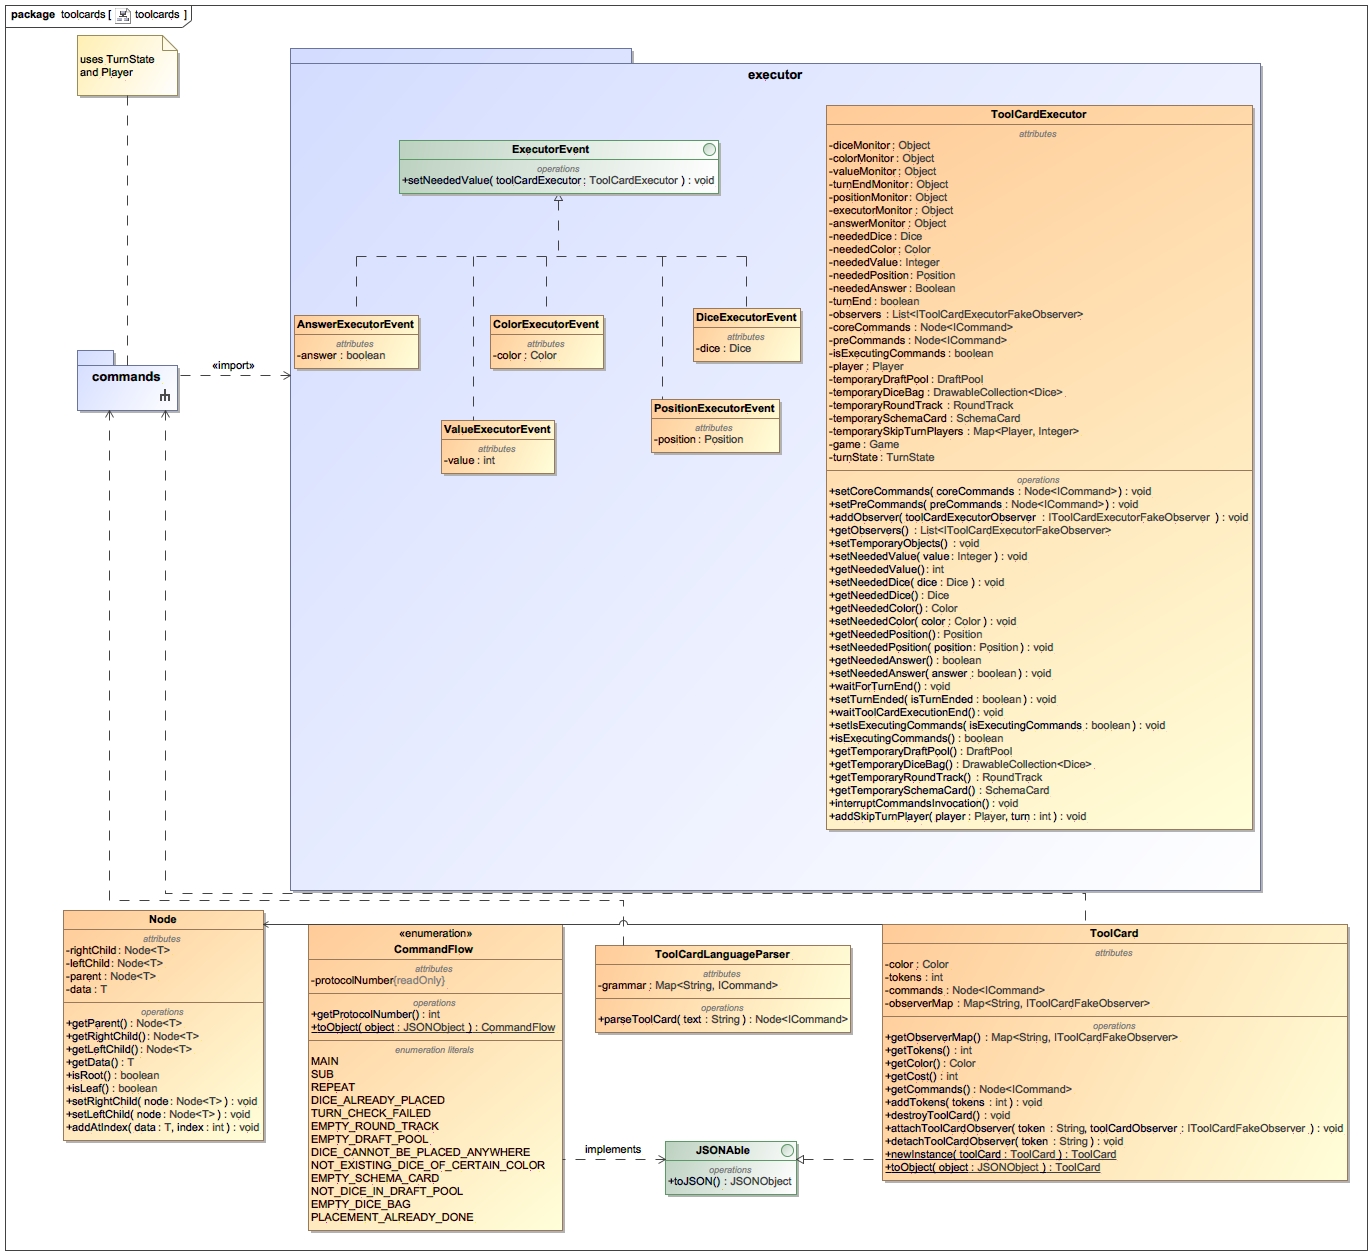 package toolcards [ toolcards ]
uses TurnState
and Player
commands
«import»
executor
ExecutorEvent
operations
+setNeededValue( toolCardExecutor : ToolCardExecutor ) : void
AnswerExecutorEvent
attributes
-answer : boolean
ColorExecutorEvent
attributes
-color : Color
DiceExecutorEvent
attributes
-dice : Dice
ValueExecutorEvent
attributes
-value : int
PositionExecutorEvent
attributes
-position : Position
ToolCardExecutor
attributes
-diceMonitor : Object
-colorMonitor : Object
-valueMonitor : Object
-turnEndMonitor : Object
-positionMonitor : Object
-executorMonitor : Object
-answerMonitor : Object
-neededDice : Dice
-neededColor : Color
-neededValue : Integer
-neededPosition : Position
-neededAnswer : Boolean
-turnEnd : boolean
-observers : List<IToolCardExecutorFakeObserver>
-coreCommands : Node<ICommand>
-preCommands : Node<ICommand>
-isExecutingCommands : boolean
-player : Player
-temporaryDraftPool : DraftPool
-temporaryDiceBag : DrawableCollection<Dice>
-temporaryRoundTrack : RoundTrack
-temporarySchemaCard : SchemaCard
-temporarySkipTurnPlayers : Map<Player, Integer>
-game : Game
-turnState : TurnState
operations
+setCoreCommands( coreCommands : Node<ICommand> ) : void
+setPreCommands( preCommands : Node<ICommand> ) : void
+addObserver( toolCardExecutorObserver : IToolCardExecutorFakeObserver ) : void
+getObservers() : List<IToolCardExecutorFakeObserver>
+setTemporaryObjects() : void
+setNeededValue( value : Integer ) : void
+getNeededValue() : int
+setNeededDice( dice : Dice ) : void
+getNeededDice() : Dice
+getNeededColor() : Color
+setNeededColor( color : Color ) : void
+getNeededPosition() : Position
+setNeededPosition( position : Position ) : void
+getNeededAnswer() : boolean
+setNeededAnswer( answer : boolean ) : void
+waitForTurnEnd() : void
+setTurnEnded( isTurnEnded : boolean ) : void
+waitToolCardExecutionEnd() : void
+setIsExecutingCommands( isExecutingCommands : boolean ) : void
+isExecutingCommands() : boolean
+getTemporaryDraftPool() : DraftPool
+getTemporaryDiceBag() : DrawableCollection<Dice>
+getTemporaryRoundTrack() : RoundTrack
+getTemporarySchemaCard() : SchemaCard
+interruptCommandsInvocation() : void
+addSkipTurnPlayer( player : Player, turn : int ) : void
Node
attributes
-rightChild : Node<T>
-leftChild : Node<T>
-parent : Node<T>
-data : T
operations
+getParent() : Node<T>
+getRightChild() : Node<T>
+getLeftChild() : Node<T>
+getData() : T
+isRoot() : boolean
+isLeaf() : boolean
+setRightChild( node : Node<T> ) : void
+setLeftChild( node : Node<T> ) : void
+addAtIndex( data : T, index : int ) : void
«enumeration»
CommandFlow
attributes
-protocolNumber{readOnly}
operations
+getProtocolNumber() : int
+toObject( object : JSONObject ) : CommandFlow
enumeration literals
MAIN
SUB
REPEAT
DICE_ALREADY_PLACED
TURN_CHECK_FAILED
EMPTY_ROUND_TRACK
EMPTY_DRAFT_POOL
DICE_CANNOT_BE_PLACED_ANYWHERE
NOT_EXISTING_DICE_OF_CERTAIN_COLOR
EMPTY_SCHEMA_CARD
NOT_DICE_IN_DRAFT_POOL
EMPTY_DICE_BAG
PLACEMENT_ALREADY_DONE
ToolCardLanguageParser
attributes
-grammar : Map<String, ICommand>
operations
+parseToolCard( text : String ) : Node<ICommand>
implements
JSONAble
operations
+toJSON() : JSONObject
ToolCard
attributes
-color : Color
-tokens : int
-commands : Node<ICommand>
-observerMap : Map<String, IToolCardFakeObserver>
operations
+getObserverMap() : Map<String, IToolCardFakeObserver>
+getTokens() : int
+getColor() : Color
+getCost() : int
+getCommands() : Node<ICommand>
+addTokens( tokens : int ) : void
+destroyToolCard() : void
+attachToolCardObserver( token : String, toolCardObserver : IToolCardFakeObserver ) : void
+detachToolCardObserver( token : String ) : void
+newInstance( toolCard : ToolCard ) : ToolCard
+toObject( object : JSONObject ) : ToolCard